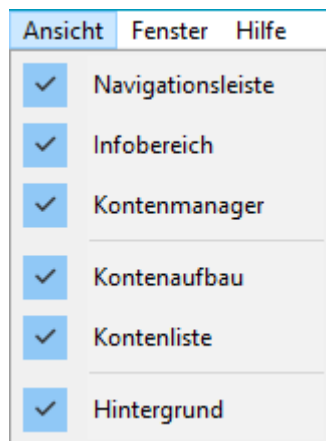 Ansicht Fenster Hilfe
Navigationsleiste
Infobereich
Kontenmanager
Kontenaufbau
Kontenliste
Hintergrund